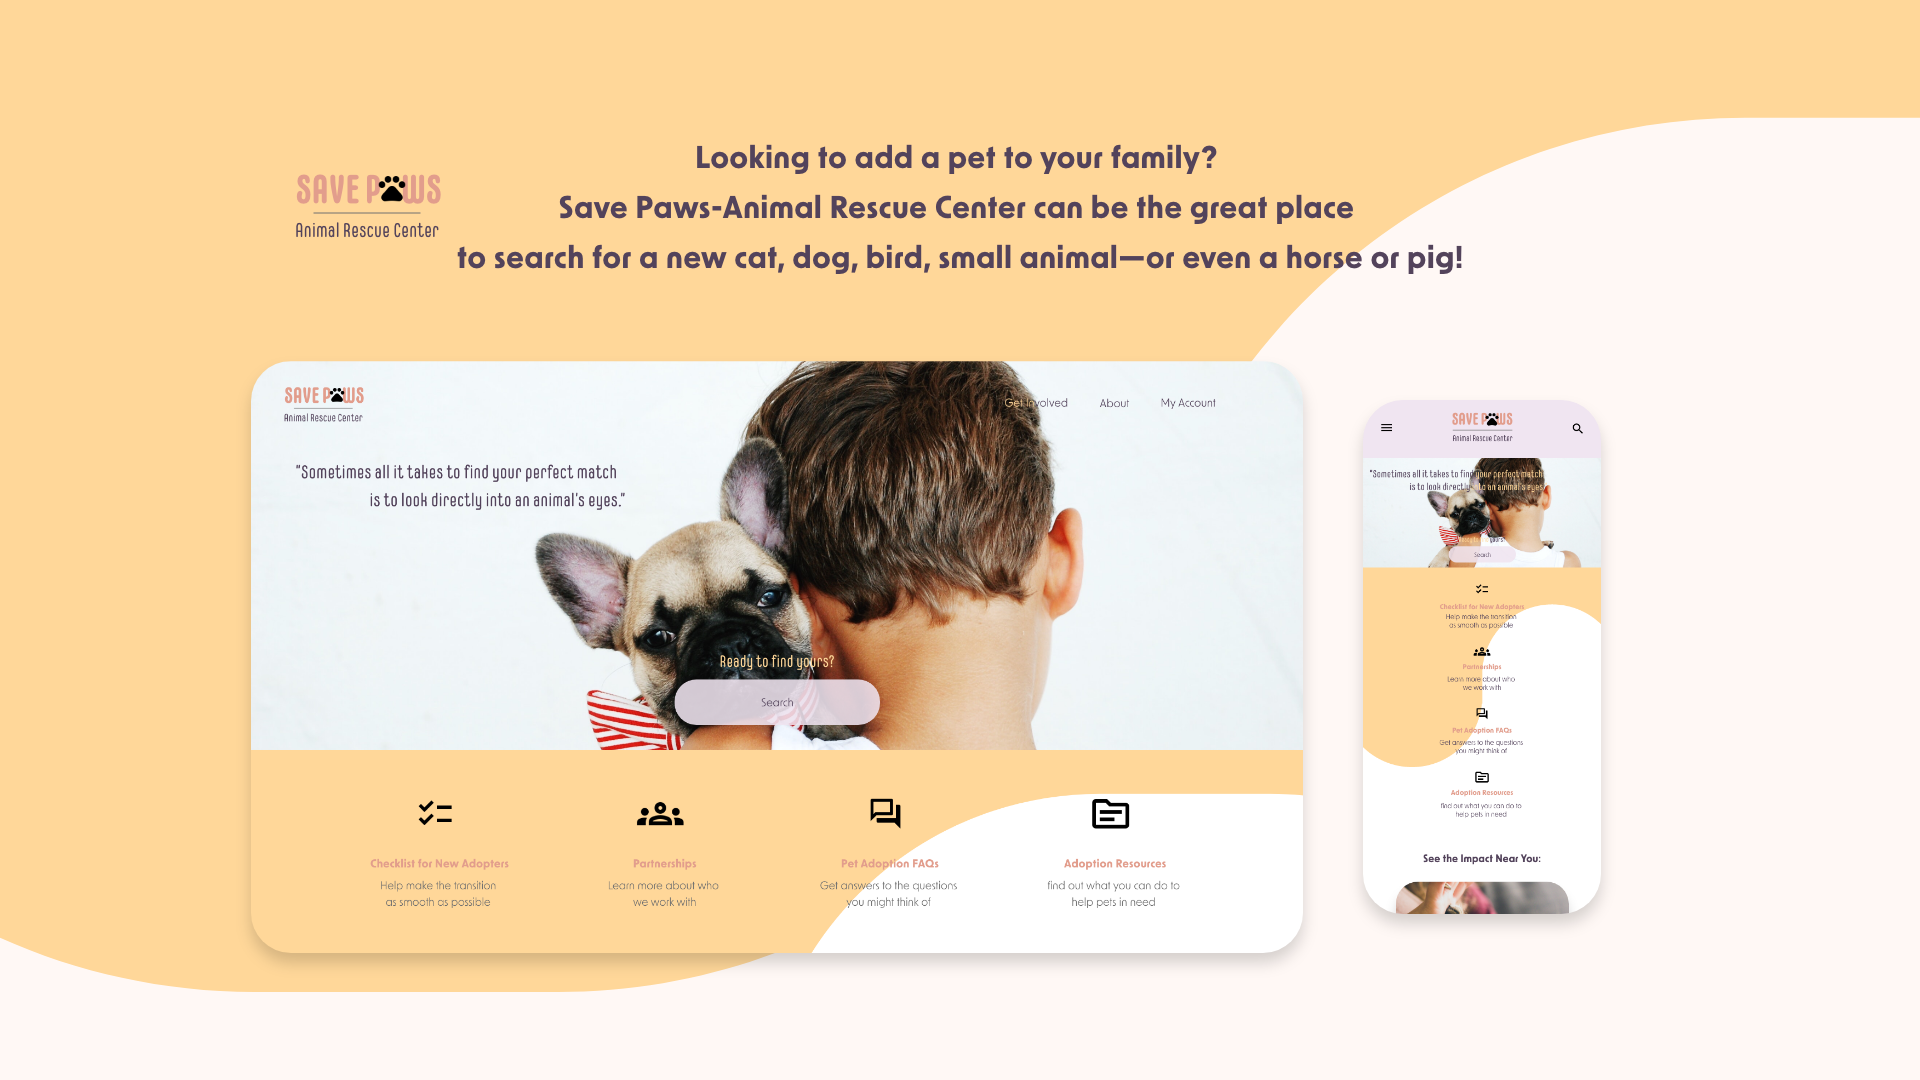 Looking to add a pet to your family?
Save Paws-Animal Rescue Center can be the great place
to search for a new cat, dog, bird, small animal—or even a horse or pig!
SAVE PAWS
Animal Rescue Center
SAVE PAWS
Animal Rescue Center
Get Involved About My Account
"Sometimes all it takes to find your perfect match
is to look directly into an animal's eyes."
Ready to find yours?
Search
Checklist for New Adopters
Help make the transition
as smooth as possible
Partnerships
Learn more about who
we work with
Pet Adoption FAQs
Get answers to the questions
you might think of
Adoption Resources
find out what you can do to
help pets in need
SAVE PAWS
Animal Rescue Center
"Sometimes all it takes to find your perfect match
is to look directly into an animal's eyes."
yours?
Search
Checklist for New Adopters
Help make the transition
as smooth as possible
Partnerships
Learn more about who
we work with
Pet Adoption FAQs
Get answers to the questions
you might think of
Adoption Resources
find out what you can do to
help pets in need
See the Impact Near You: